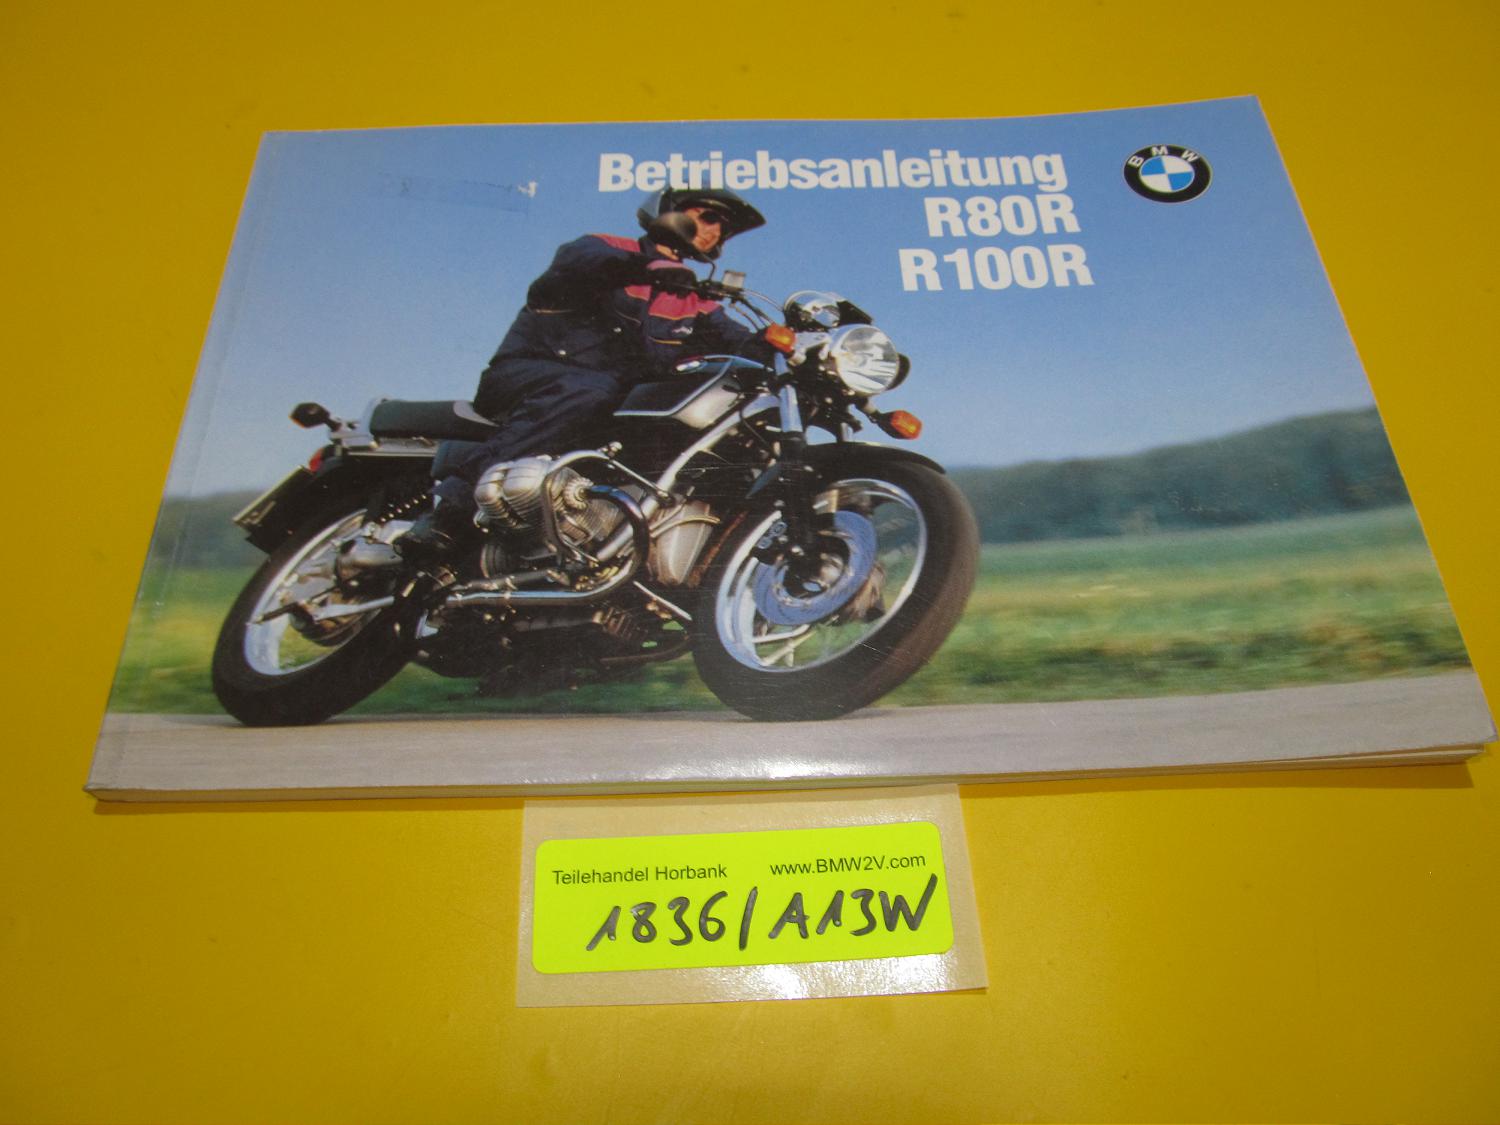 Betriebsanleitung
R80R
R100R
BMW
Teilehandel Horbank www.BMW2V.com
1836/A13W